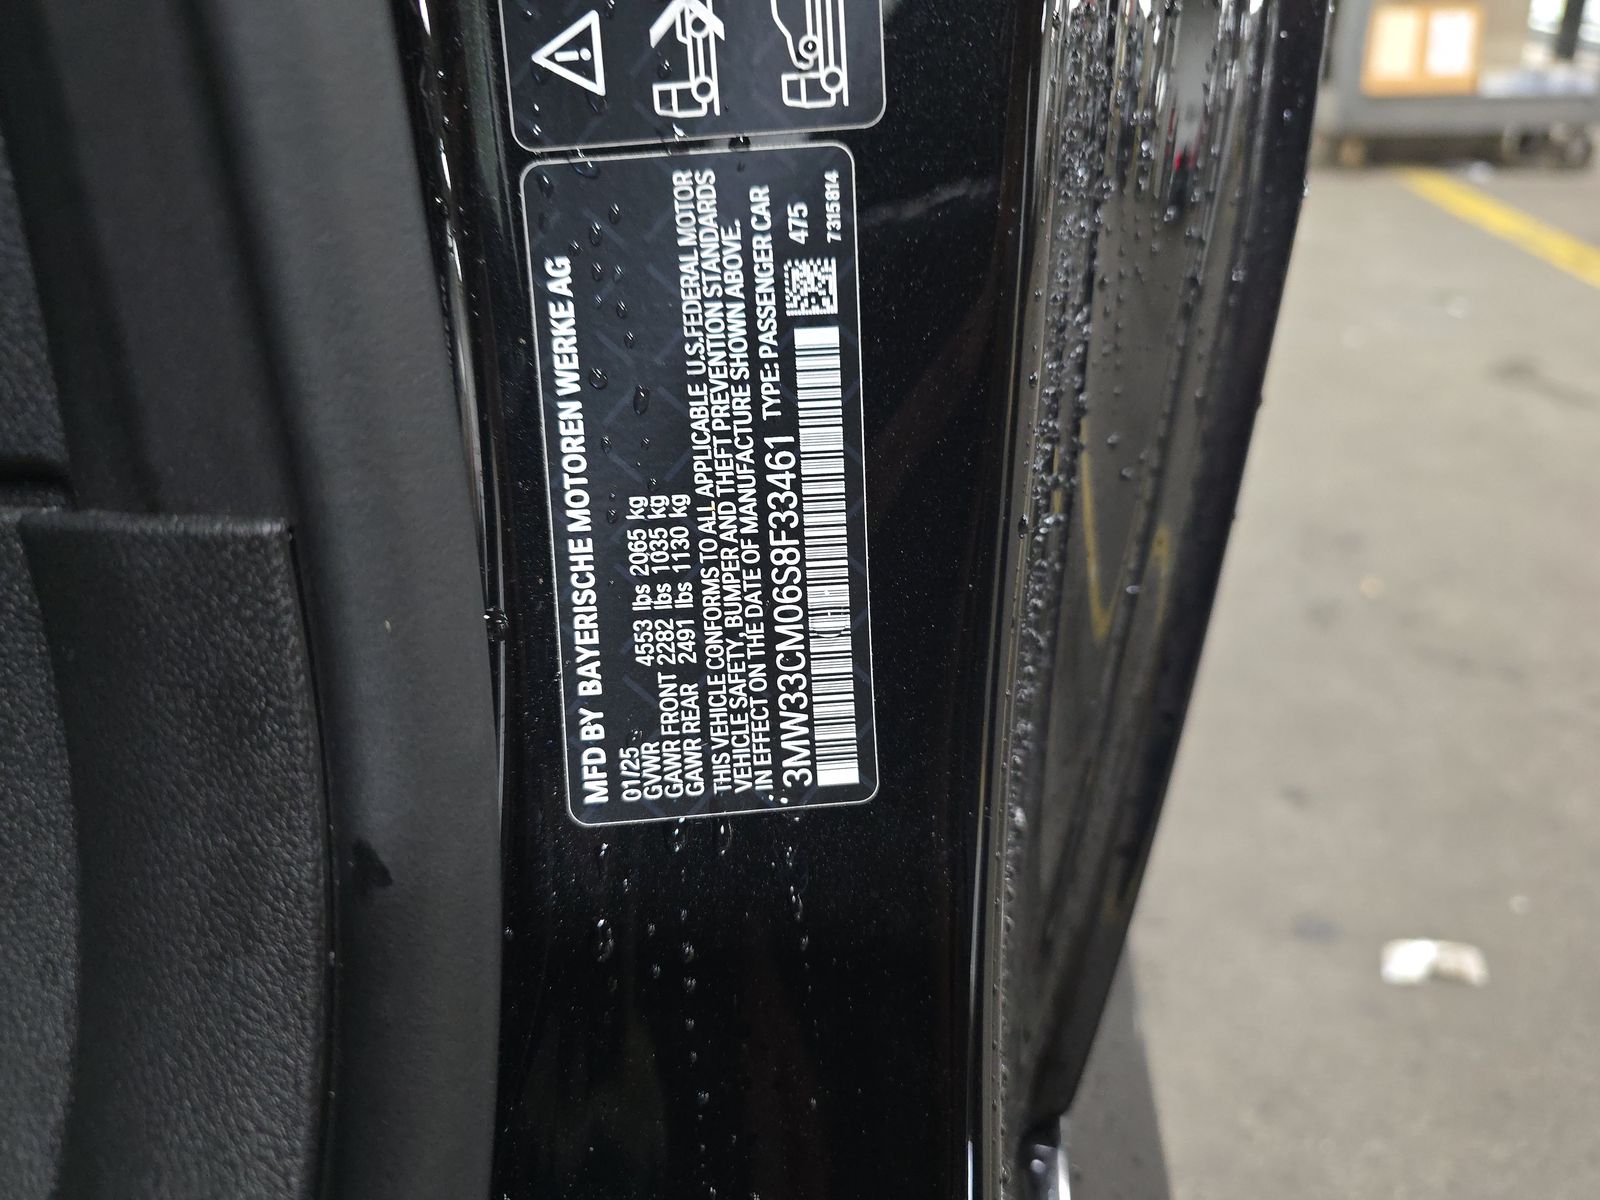 MFD BY BAYERISCHE MOTOREN WERKE AG
01/25
GVWR 4553 lbs 2065 kg
GAWR FRONT 2282 lbs 1035 kg
GAWR REAR 2491 lbs 1130 kg
THIS VEHICLE CONFORMS TO ALL APPLICABLE U.S.FEDERAL MOTOR
VEHICLE SAFETY, BUMPER AND THEFT PREVENTION STANDARDS
IN EFFECT ON THE DATE OF MANUFACTURE SHOWN ABOVE.
3MW33CM06S8F33461 TYPE: PASSENGER CAR
475
7315814